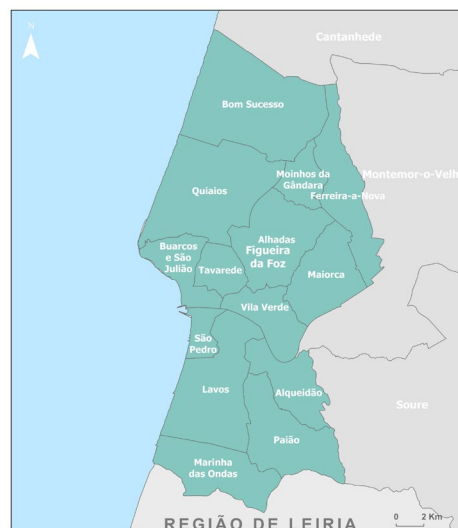 N
Cantanhede
Bom Sucesso
Moinhos da
Gândara
Montemor-o-Velh
Quiaios
Ferreira-a-Nova
Buarcos
e São
Julião
Tavarede
Alhadas
Figueira
da Foz
Maiorca
Vila Verde
São
Pedro
Lavos
Alqueidão
Soure
Paião
Marinha
das Ondas
REGIÃO DE LEIRIA
0 2 Km